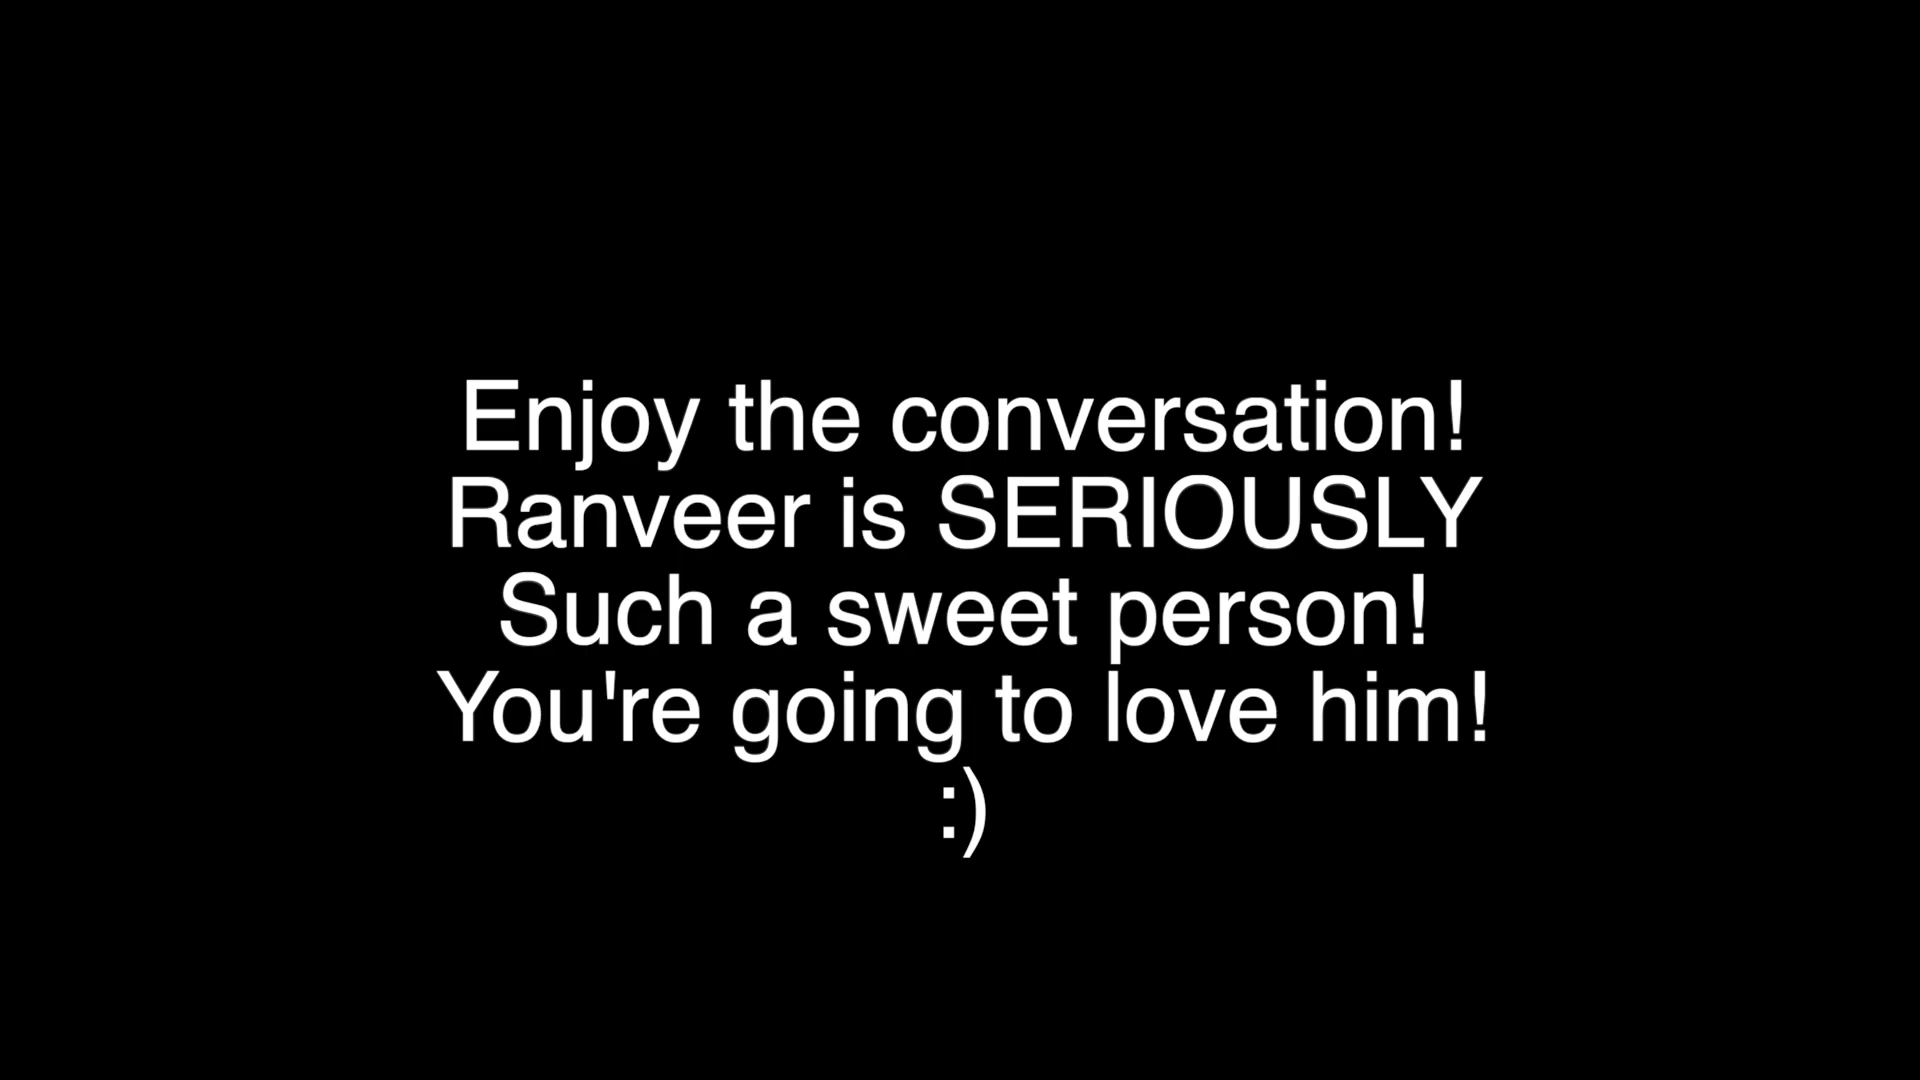 Enjoy the conversation!
Ranveer is SERIOUSLY
Such a sweet person!
You're going to love him!
:)